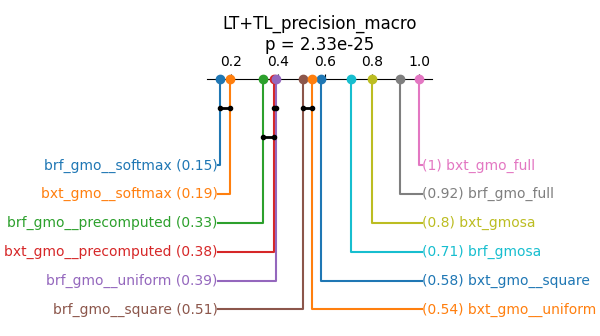 LT+TL_precision_macro
p = 2.33e-25
0.2 0.4 0.6 0.8 1.0
brf_gmo__softmax (0.15) (1) bxt_gmo_full
bxt_gmo__softmax (0.19) (0.92) brf_gmo_full
brf_gmo__precomputed (0.33) (0.8) bxt_gmosa
bxt_gmo__precomputed (0.38) (0.71) brf_gmosa
brf_gmo__uniform (0.39) (0.58) bxt_gmo__square
brf_gmo__square (0.51) (0.54) bxt_gmo__uniform